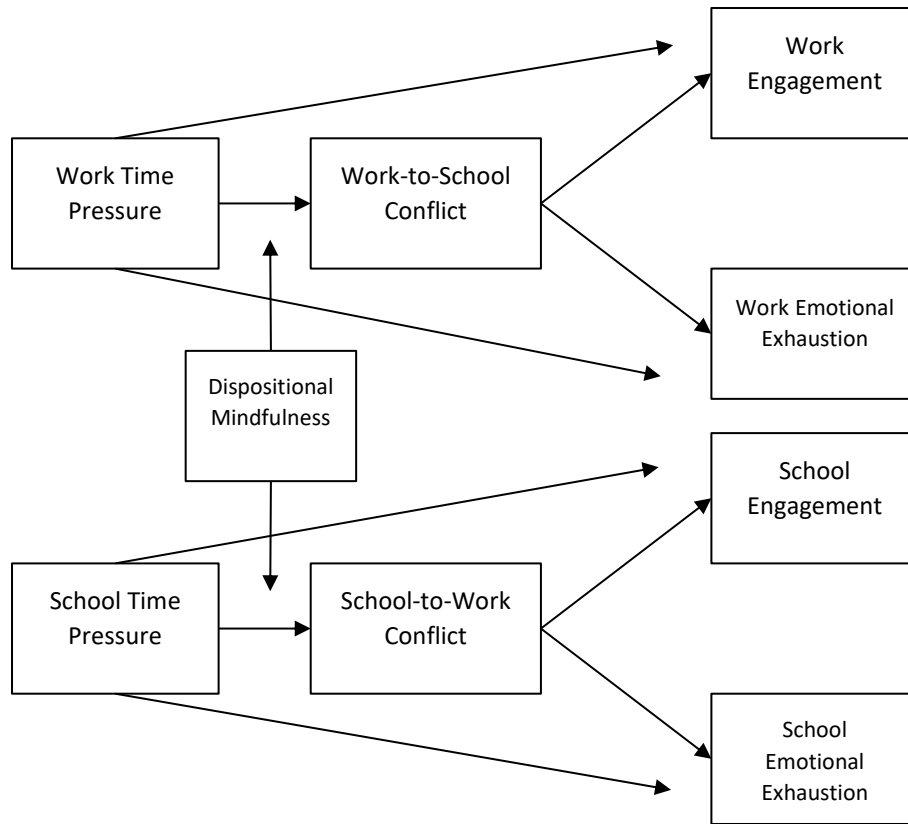 Work
Engagement
Work Time
Pressure
Work-to-School
Conflict
Work Emotional
Exhaustion
Dispositional
Mindfulness
School
Engagement
School Time
Pressure
School-to-Work
Conflict
School
Emotional
Exhaustion